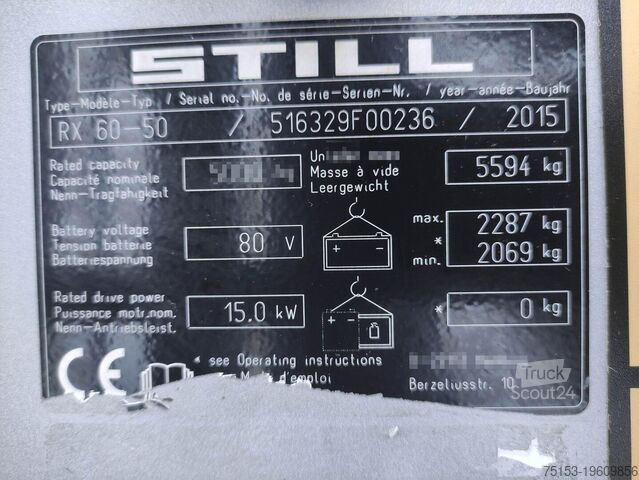 STILL
Type-Modèle-Typ / Serial no.-No. de série-Serien-Nr. / year-année-Baujahr
RX 60-50 / 516329F00236 / 2015
Rated capacity
Capacité nominale
Nenn-Tragfähigkeit
Masse à vide
Leergewicht
5594 kg
Battery voltage
Tension batterie
Batteriespannung
80 V
+ -
max. 2287 kg
*
min. 2069 kg
Rated drive power
Puissance motr.nom.
Nenn-Antriebsleist.
15.0 kW
+ -
* 0 kg
CE
* see Operating instructions
d'emploi
Berzeliusstr. 10
Truck
Scout24
75153-19609856